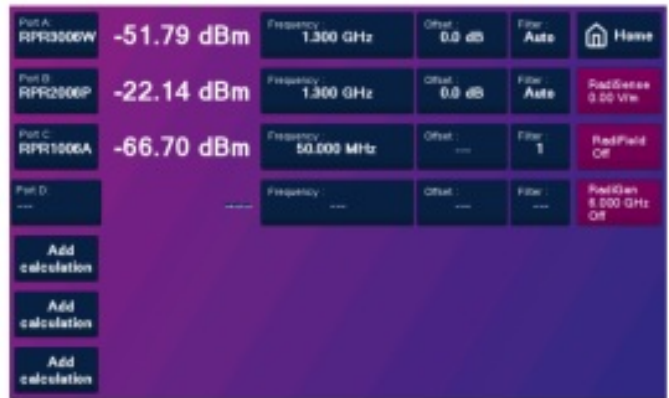 Port A: -51.79 dBm Frequency : Offset : Filter : Home
RPR3006W 1.300 GHz 0.0 dB Auto
Port B: -22.14 dBm Frequency : Offset : Filter : RadiSense
RPR2006P 1.300 GHz 0.0 dB Auto 0.00 V/m
Port C: -66.70 dBm Frequency : Offset : Filter : RadiField
RPR1006A 50.000 MHz --- 1 Off
Port D: ---- Frequency : Offset : Filter : RadiGen
--- --- --- --- 6.000 GHz
Off
Add
calculation
Add
calculation
Add
calculation